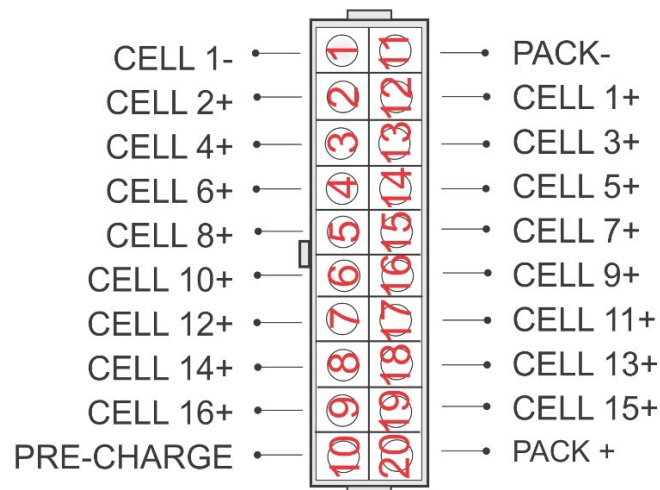 CELL 1- 1 11 PACK-
CELL 2+ 2 12 CELL 1+
CELL 4+ 3 13 CELL 3+
CELL 6+ 4 14 CELL 5+
CELL 8+ 5 15 CELL 7+
CELL 10+ 6 16 CELL 9+
CELL 12+ 7 17 CELL 11+
CELL 14+ 8 18 CELL 13+
CELL 16+ 9 19 CELL 15+
PRE-CHARGE 10 20 PACK +